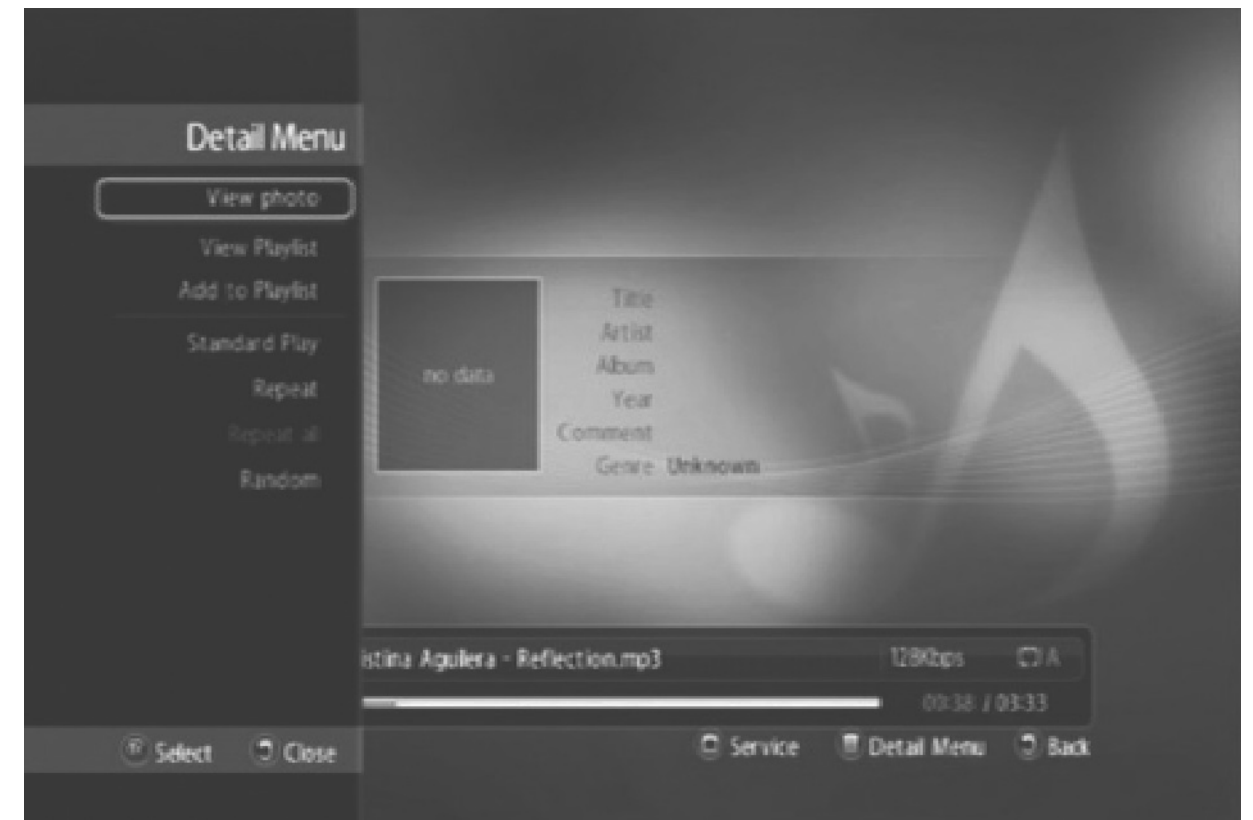 Detail Menu
View photo
View Playlist
Add to Playlist
Standard Play
Repeat
Repeat all
Random
no data
Title
Artist
Album
Year
Comment
Genre Unknown
istina Aguilera - Reflection.mp3 128Kbps A
00:38 / 03:33
Select Close
Service Detail Menu Back